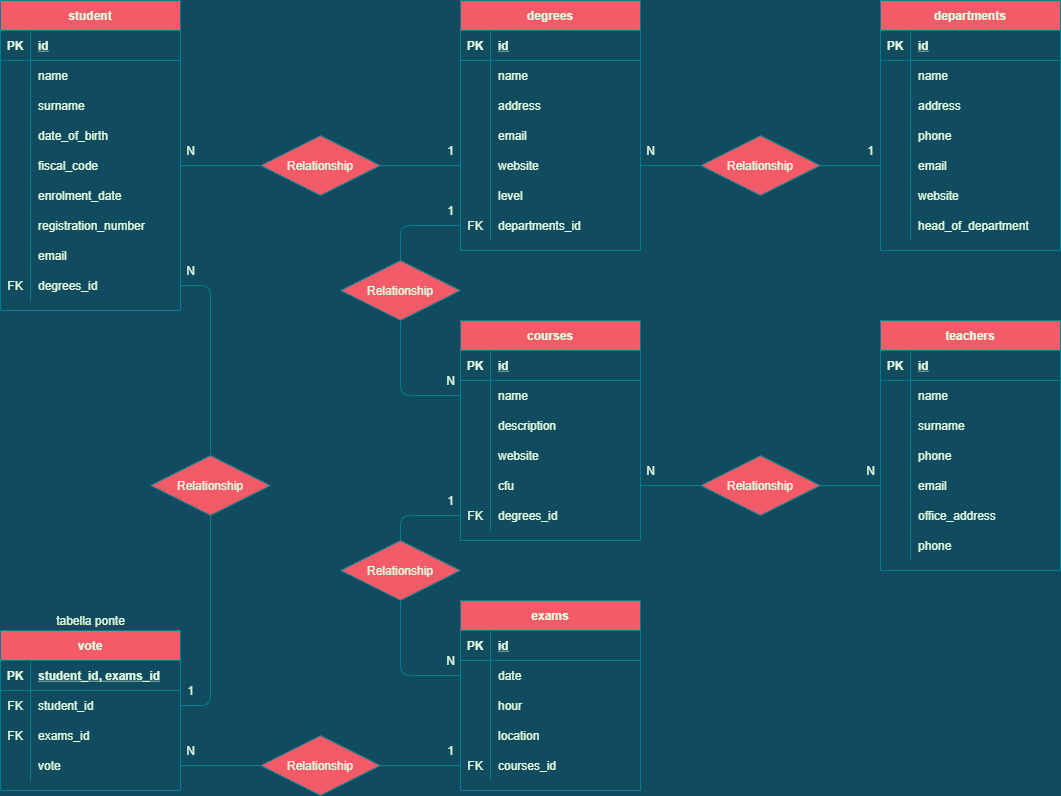 student
PK id
name
surname
date_of_birth
fiscal_code
enrolment_date
registration_number
email
FK degrees_id
N
Relationship
1
degrees
PK id
name
address
email
website
level
FK departments_id
N
Relationship
1
departments
PK id
name
address
phone
email
website
head_of_department
1
Relationship
N
courses
PK id
name
description
website
cfu
FK degrees_id
N
Relationship
N
teachers
PK id
name
surname
phone
email
office_address
phone
N
Relationship
1
1
Relationship
N
tabella ponte
vote
PK student_id, exams_id
FK student_id
FK exams_id
vote
N
Relationship
1
exams
PK id
date
hour
location
FK courses_id